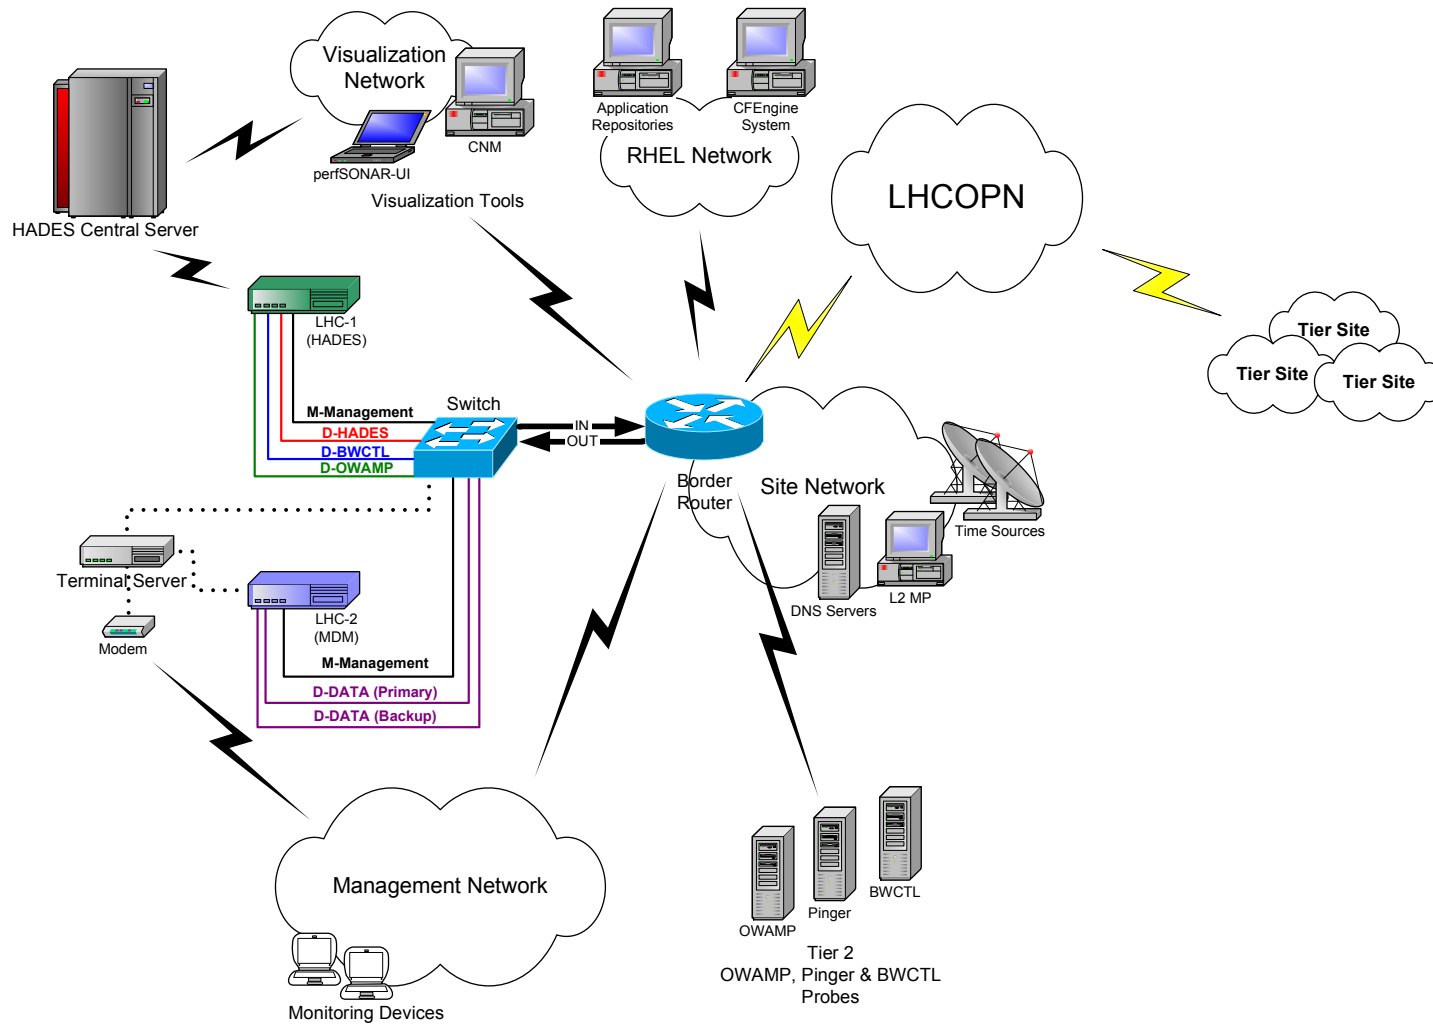 Visualization
Network
CNM
perfSONAR-UI
Visualization Tools
HADES Central Server
Application
Repositories
CFEngine
System
RHEL Network
LHCOPN
Tier Site
Tier Site
Tier Site
LHC-1
(HADES)
M-Management
D-HADES
D-BWCTL
D-OWAMP
Switch
IN
OUT
Border
Router
Site Network
Time Sources
DNS Servers
L2 MP
Terminal Server
Modem
LHC-2
(MDM)
M-Management
D-DATA (Primary)
D-DATA (Backup)
Management Network
Monitoring Devices
OWAMP
Pinger
BWCTL
Tier 2
OWAMP, Pinger & BWCTL
Probes